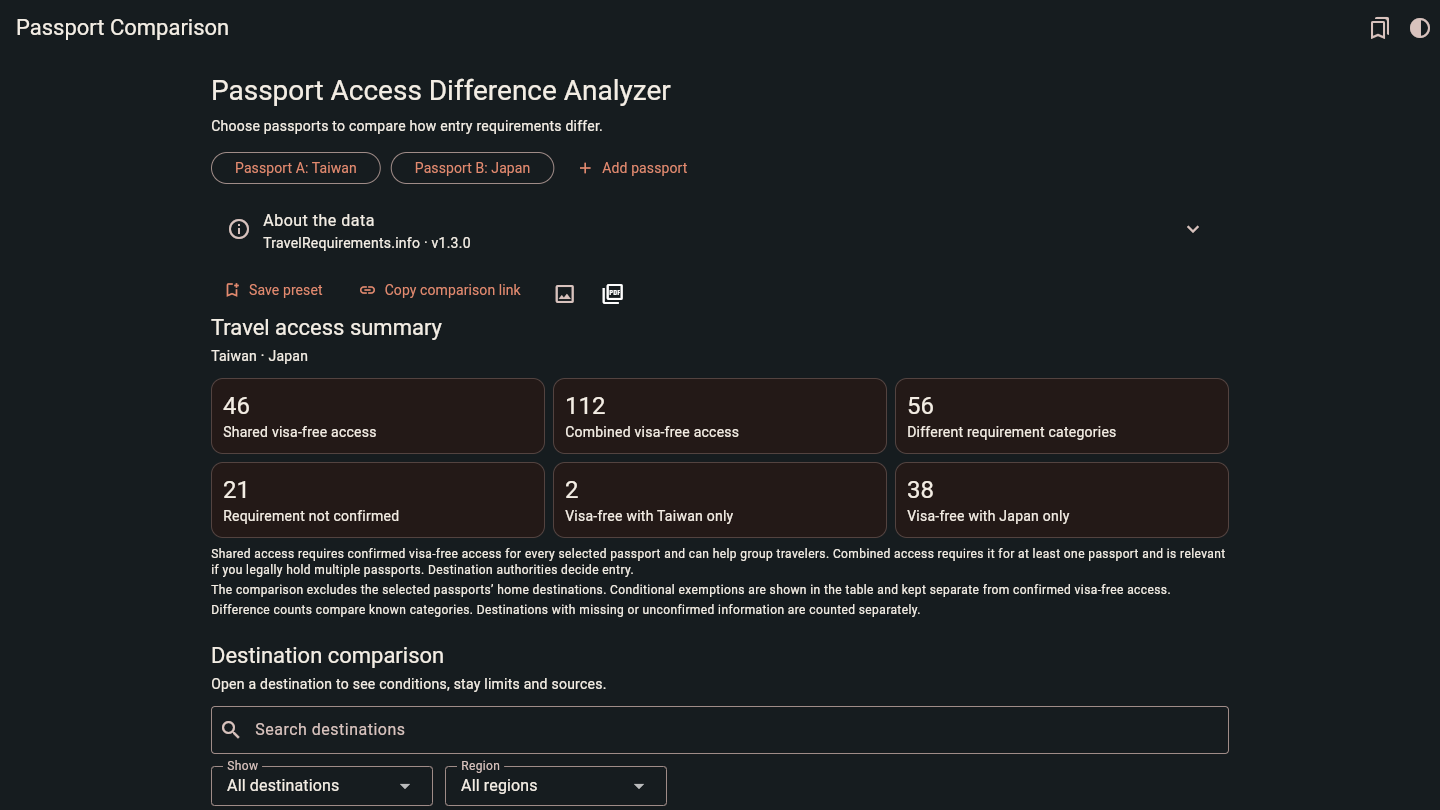 Passport Comparison
Passport Access Difference Analyzer
Choose passports to compare how entry requirements differ.
Passport A: Taiwan
Passport B: Japan
Add passport
About the data
TravelRequirements.info · v1.3.0
Save preset
Copy comparison link
PDF
Travel access summary
Taiwan · Japan
46
Shared visa-free access
112
Combined visa-free access
56
Different requirement categories
21
Requirement not confirmed
2
Visa-free with Taiwan only
38
Visa-free with Japan only
Shared access requires confirmed visa-free access for every selected passport and can help group travelers. Combined access requires it for at least one passport and is relevant
if you legally hold multiple passports. Destination authorities decide entry.
The comparison excludes the selected passports’ home destinations. Conditional exemptions are shown in the table and kept separate from confirmed visa-free access.
Difference counts compare known categories. Destinations with missing or unconfirmed information are counted separately.
Destination comparison
Open a destination to see conditions, stay limits and sources.
Search destinations
Show
All destinations
Region
All regions